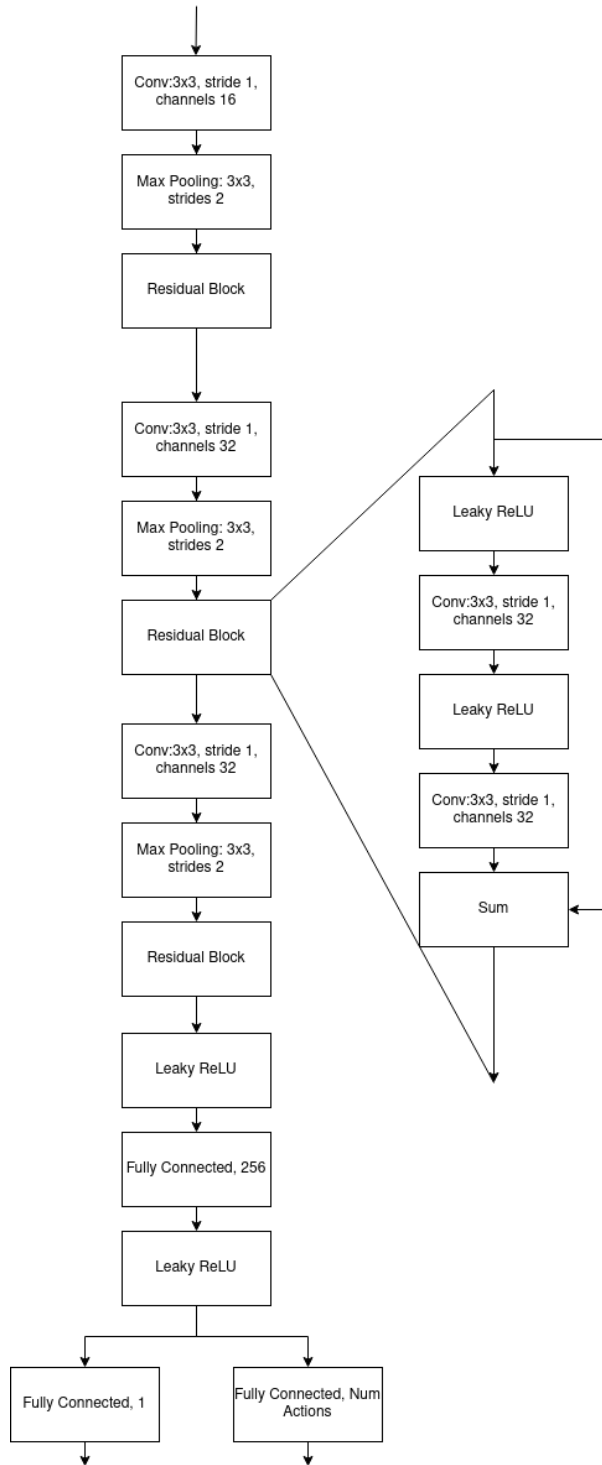 Conv:3x3, stride 1,
channels 16
Max Pooling: 3x3,
strides 2
Residual Block
Conv:3x3, stride 1,
channels 32
Max Pooling: 3x3,
strides 2
Residual Block
Conv:3x3, stride 1,
channels 32
Max Pooling: 3x3,
strides 2
Residual Block
Leaky ReLU
Fully Connected, 256
Leaky ReLU
Fully Connected, 1
Fully Connected, Num
Actions
Leaky ReLU
Conv:3x3, stride 1,
channels 32
Leaky ReLU
Conv:3x3, stride 1,
channels 32
Sum